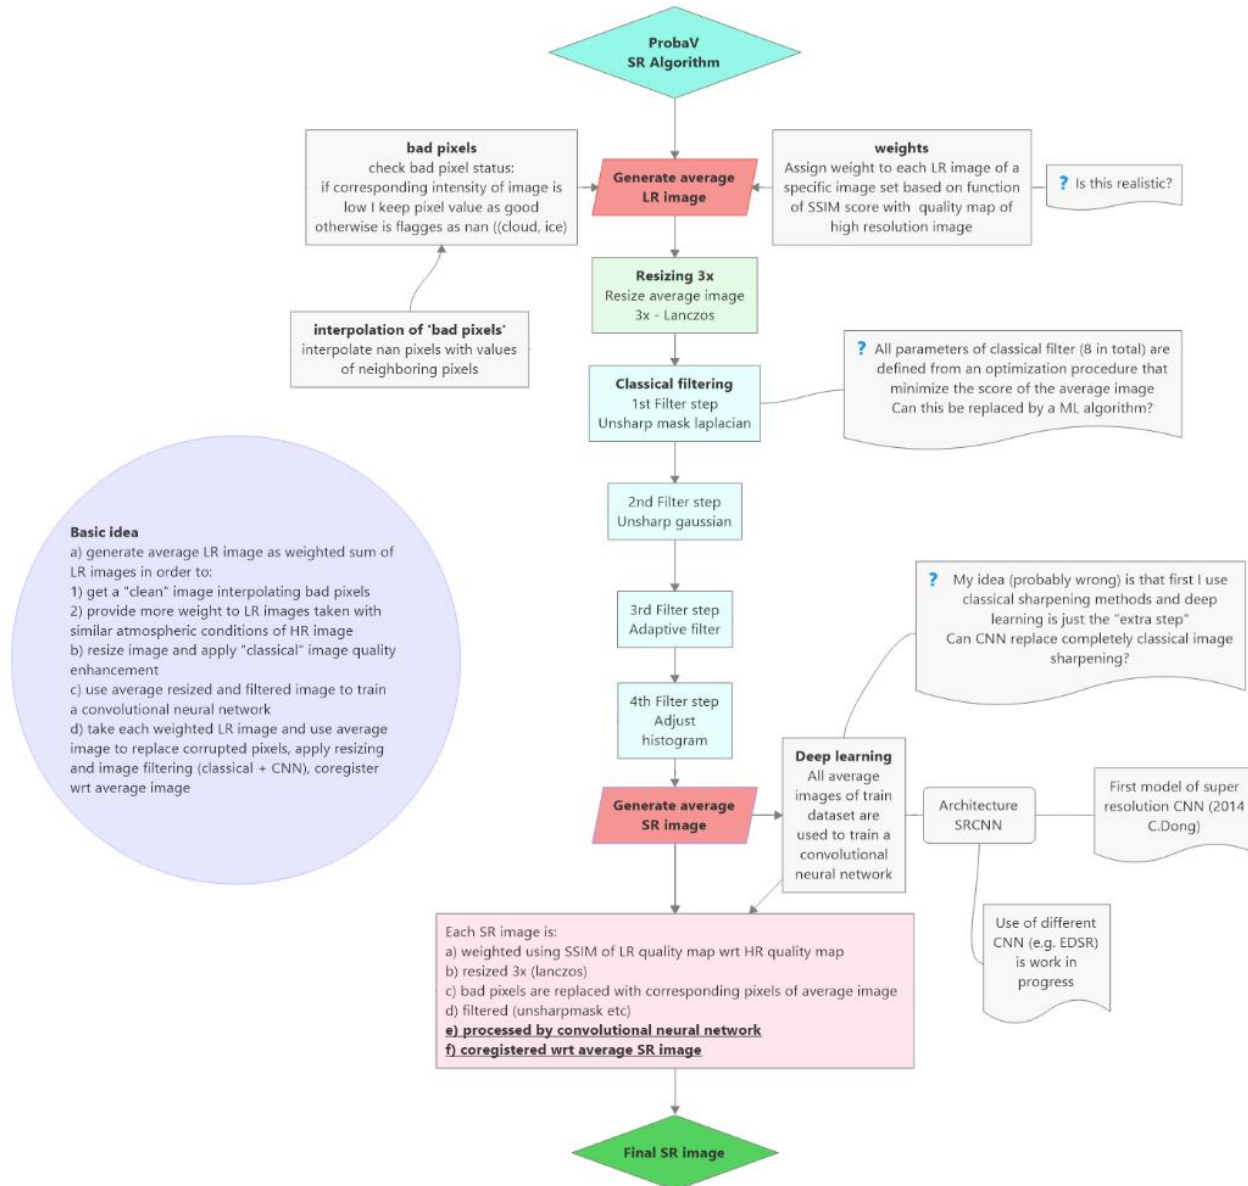 ProbaV
SR Algorithm
bad pixels
check bad pixel status:
if corresponding intensity of image is
low I keep pixel value as good
otherwise is flagges as nan ((cloud, ice)
Generate average
LR image
weights
Assign weight to each LR image of a
specific image set based on function
of SSIM score with quality map of
high resolution image
? Is this realistic?
Resizing 3x
Resize average image
3x - Lanczos
interpolation of 'bad pixels'
interpolate nan pixels with values
of neighboring pixels
Classical filtering
1st Filter step
Unsharp mask laplacian
? All parameters of classical filter (8 in total) are
defined from an optimization procedure that
minimize the score of the average image
Can this be replaced by a ML algorithm?
2nd Filter step
Unsharp gaussian
Basic idea
a) generate average LR image as weighted sum of
LR images in order to:
1) get a "clean" image interpolating bad pixels
2) provide more weight to LR images taken with
similar atmospheric conditions of HR image
b) resize image and apply "classical" image quality
enhancement
c) use average resized and filtered image to train
a convolutional neural network
d) take each weighted LR image and use average
image to replace corrupted pixels, apply resizing
and image filtering (classical + CNN), coregister
wrt average image
3rd Filter step
Adaptive filter
? My idea (probably wrong) is that first I use
classical sharpening methods and deep
learning is just the "extra step"
Can CNN replace completely classical image
sharpening?
4th Filter step
Adjust
histogram
Generate average
SR image
Deep learning
All average
images of train
dataset are
used to train a
convolutional
neural network
Architecture
SRCNN
First model of super
resolution CNN (2014
C.Dong)
Use of different
CNN (e.g. EDSR)
is work in
progress
Each SR image is:
a) weighted using SSIM of LR quality map wrt HR quality map
b) resized 3x (lanczos)
c) bad pixels are replaced with corresponding pixels of average image
d) filtered (unsharpmask etc)
e) processed by convolutional neural network
f) coregistered wrt average SR image
Final SR image